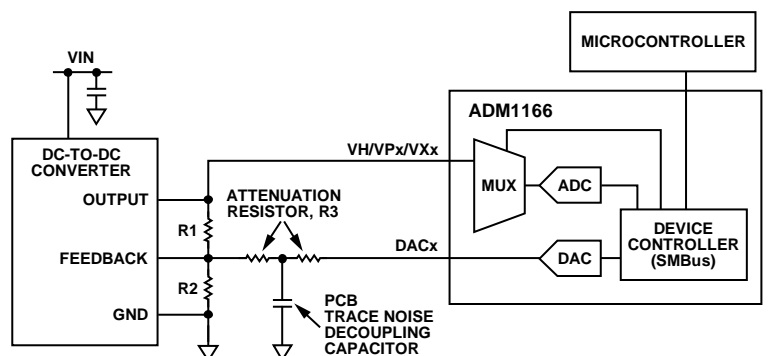 MICROCONTROLLER
VIN
ADM1166
DC-TO-DC
CONVERTER
VH/VPx/VXx
MUX
ADC
OUTPUT
ATTENUATION
RESISTOR, R3
R1
FEEDBACK
DACx
DAC
DEVICE
CONTROLLER
(SMBus)
R2
GND
PCB
TRACE NOISE
DECOUPLING
CAPACITOR